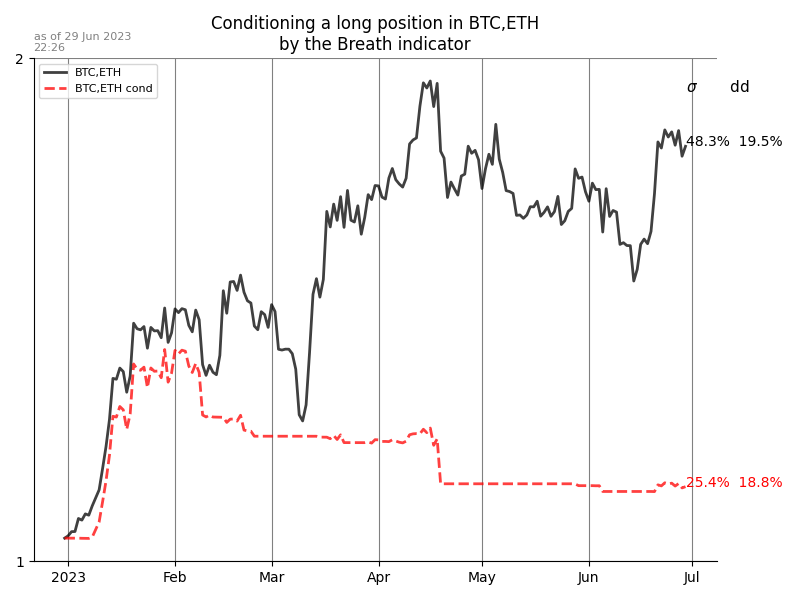 Conditioning a long position in BTC,ETH
by the Breath indicator
as of 29 Jun 2023
22:26
2
BTC,ETH
BTC,ETH cond
σ dd
48.3% 19.5%
25.4% 18.8%
1
2023 Feb Mar Apr May Jun Jul